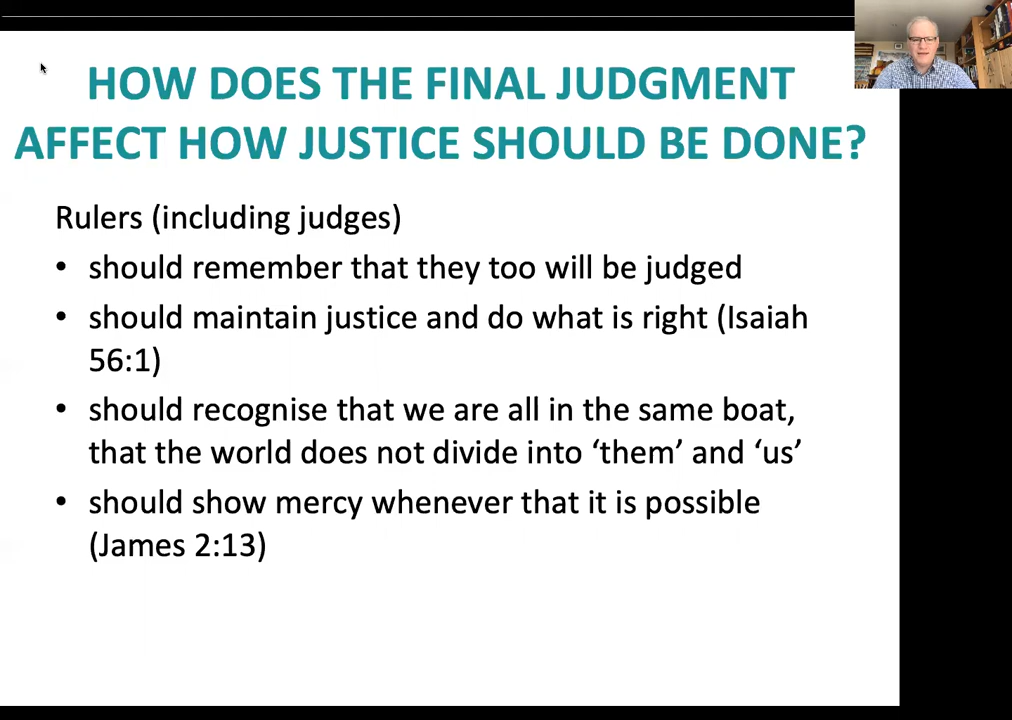 HOW DOES THE FINAL JUDGMENT
AFFECT HOW JUSTICE SHOULD BE DONE?
Rulers (including judges)
• should remember that they too will be judged
• should maintain justice and do what is right (Isaiah
56:1)
• should recognise that we are all in the same boat,
that the world does not divide into ‘them’ and ‘us’
• should show mercy whenever that it is possible
(James 2:13)